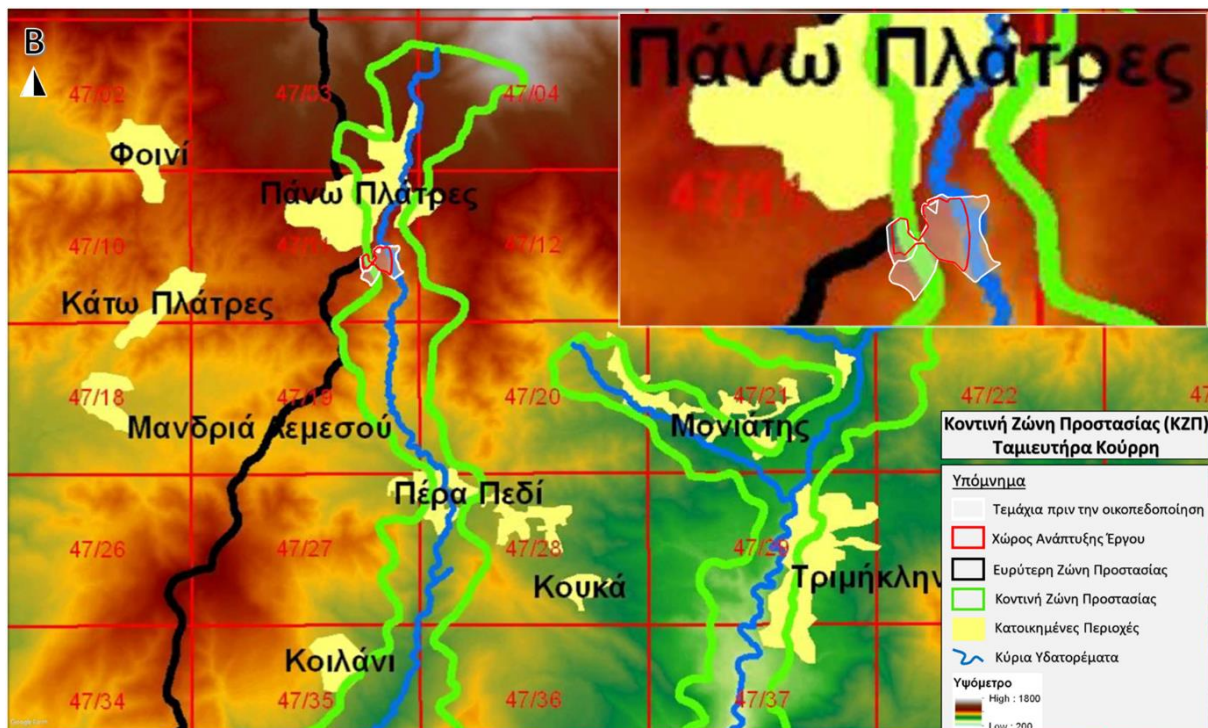 Β
47/02
47/03
47/04
Φοινί
Πάνω Πλάτρες
47/10
47/11
47/12
Κάτω Πλάτρες
47/18
47/19
47/20
47/21
47/22
Μανδριά Λεμεσού
Μονιάτης
Πέρα Πεδί
47/26
47/27
47/28
47/29
Κουκά
Τριμήκλην
Κοιλάνι
47/34
47/35
47/36
47/37
Πάνω Πλάτρες
Κοντινή Ζώνη Προστασίας (ΚΖΠ)
Ταμιευτήρα Κούρρη
Υπόμνημα
Τεμάχια πριν την οικοπεδοποίηση
Χώρος Ανάπτυξης Έργου
Ευρύτερη Ζώνη Προστασίας
Κοντινή Ζώνη Προστασίας
Κατοικημένες Περιοχές
Κύρια Υδατορέματα
Υψόμετρο
High : 1800
Low : 200